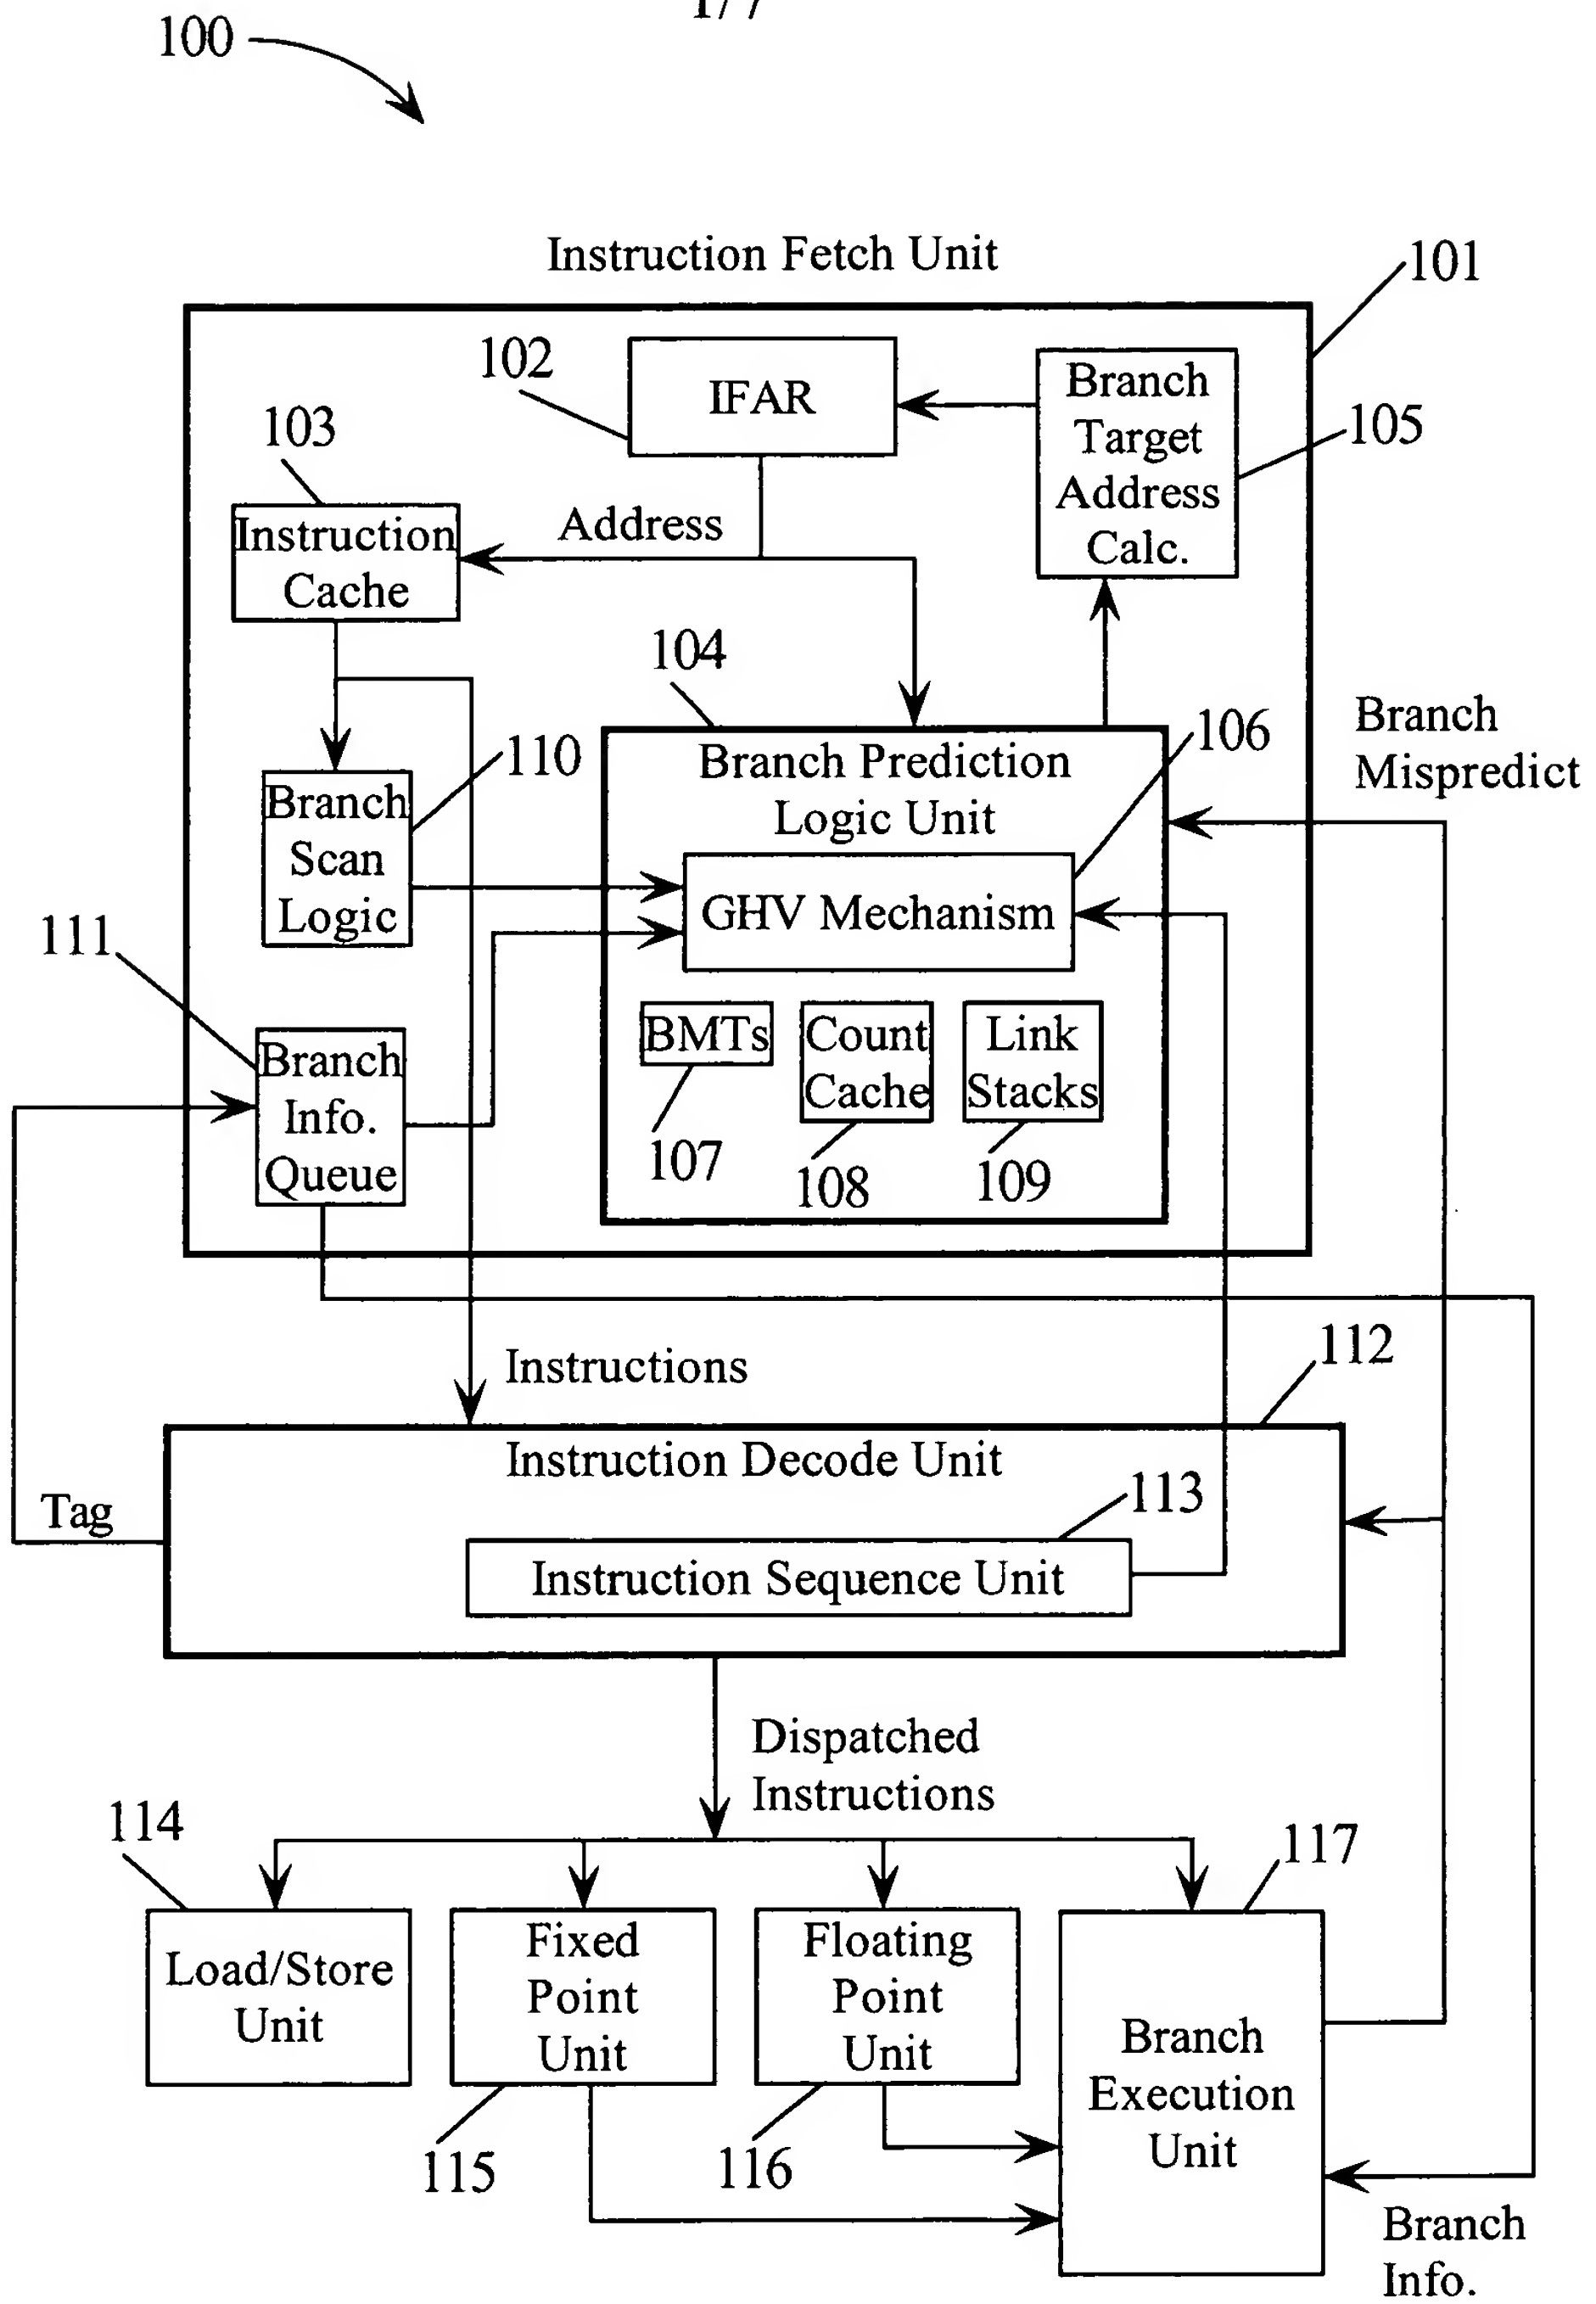 1/7
100
Instruction Fetch Unit
101
102
IFAR
Branch
Target
Address
Calc.
105
103
Instruction
Cache
Address
104
106
Branch
Mispredict
110
Branch Prediction
Logic Unit
Branch
Scan
Logic
GHV Mechanism
111
Branch
Info.
Queue
BMTs
Count
Cache
Link
Stacks
107
108
109
Instructions
112
Instruction Decode Unit
113
Tag
Instruction Sequence Unit
Dispatched
Instructions
114
117
Load/Store
Unit
Fixed
Point
Unit
Floating
Point
Unit
Branch
Execution
Unit
115
116
Branch
Info.